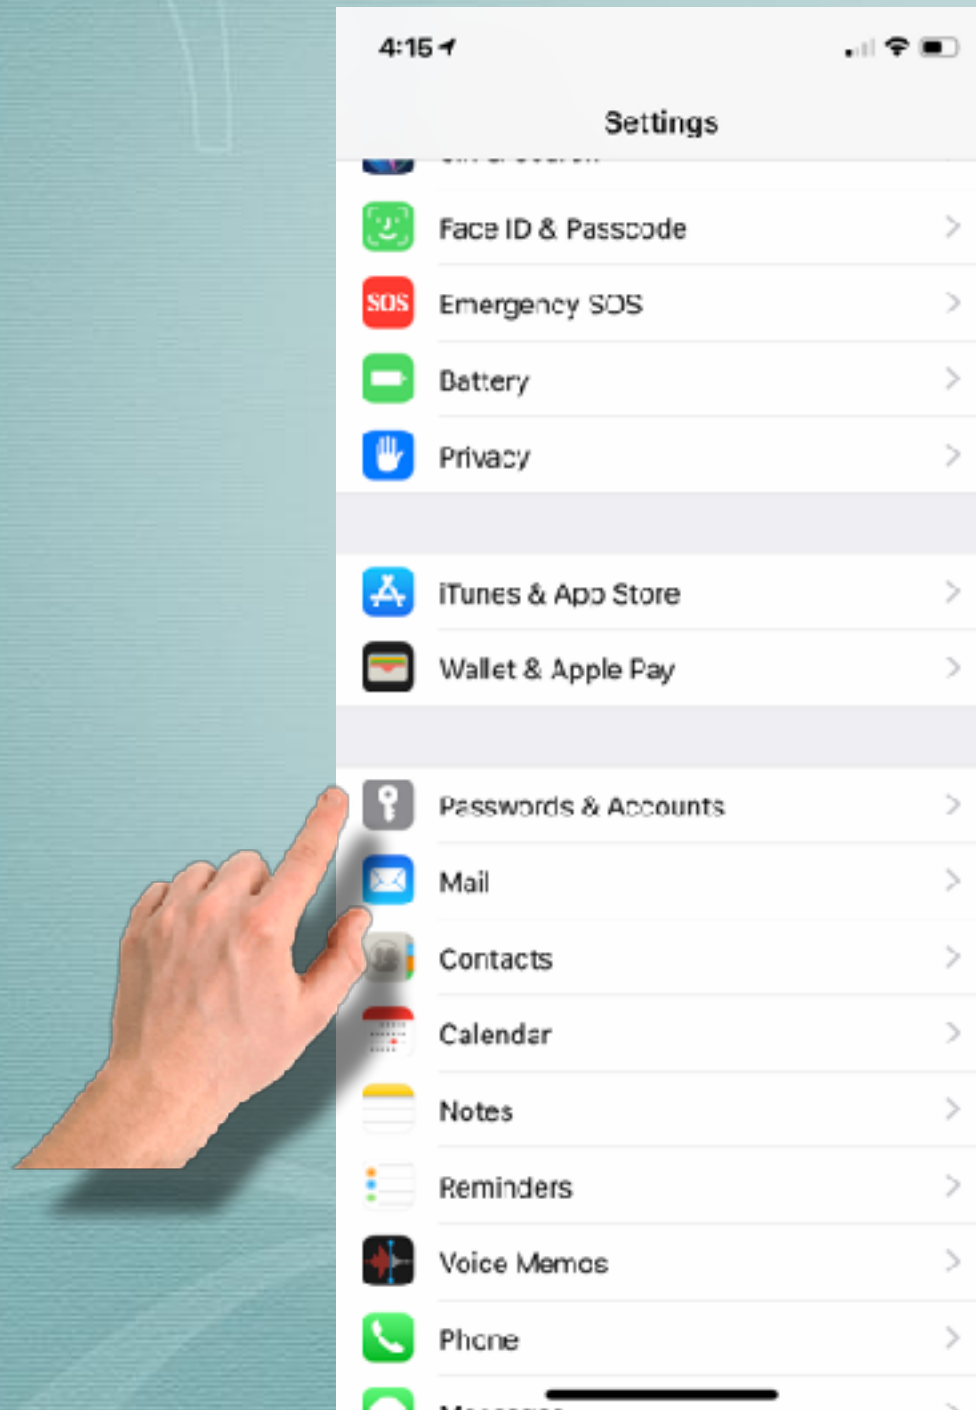 4:15
Settings
Face ID & Passcode
SOS
Emergency SOS
Battery
Privacy
iTunes & App Store
Wallet & Apple Pay
Passwords & Accounts
Mail
Contacts
Calendar
Notes
Reminders
Voice Memos
Phone